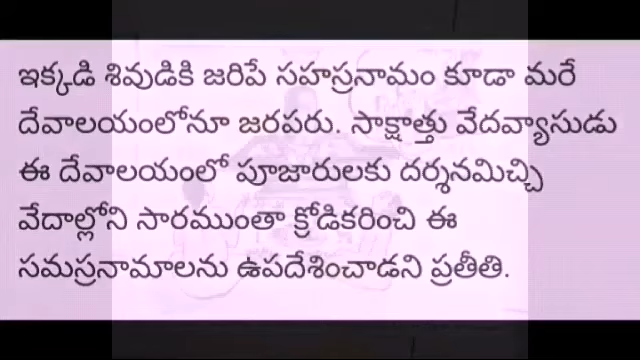 ఇక్కడి శివుడికి జరిపే సహస్రనామం కూడా మరే
దేవాలయంలోనూ జరపరు. సాక్షాత్తు వేదవ్యాసుడు
ఈ దేవాలయంలో పూజారులకు దర్శనమిచ్చి
వేదాల్లోని సారముంతా క్రోడికరించి ఈ
సమస్రనామాలను ఉపదేశించాడని ప్రతీతి.